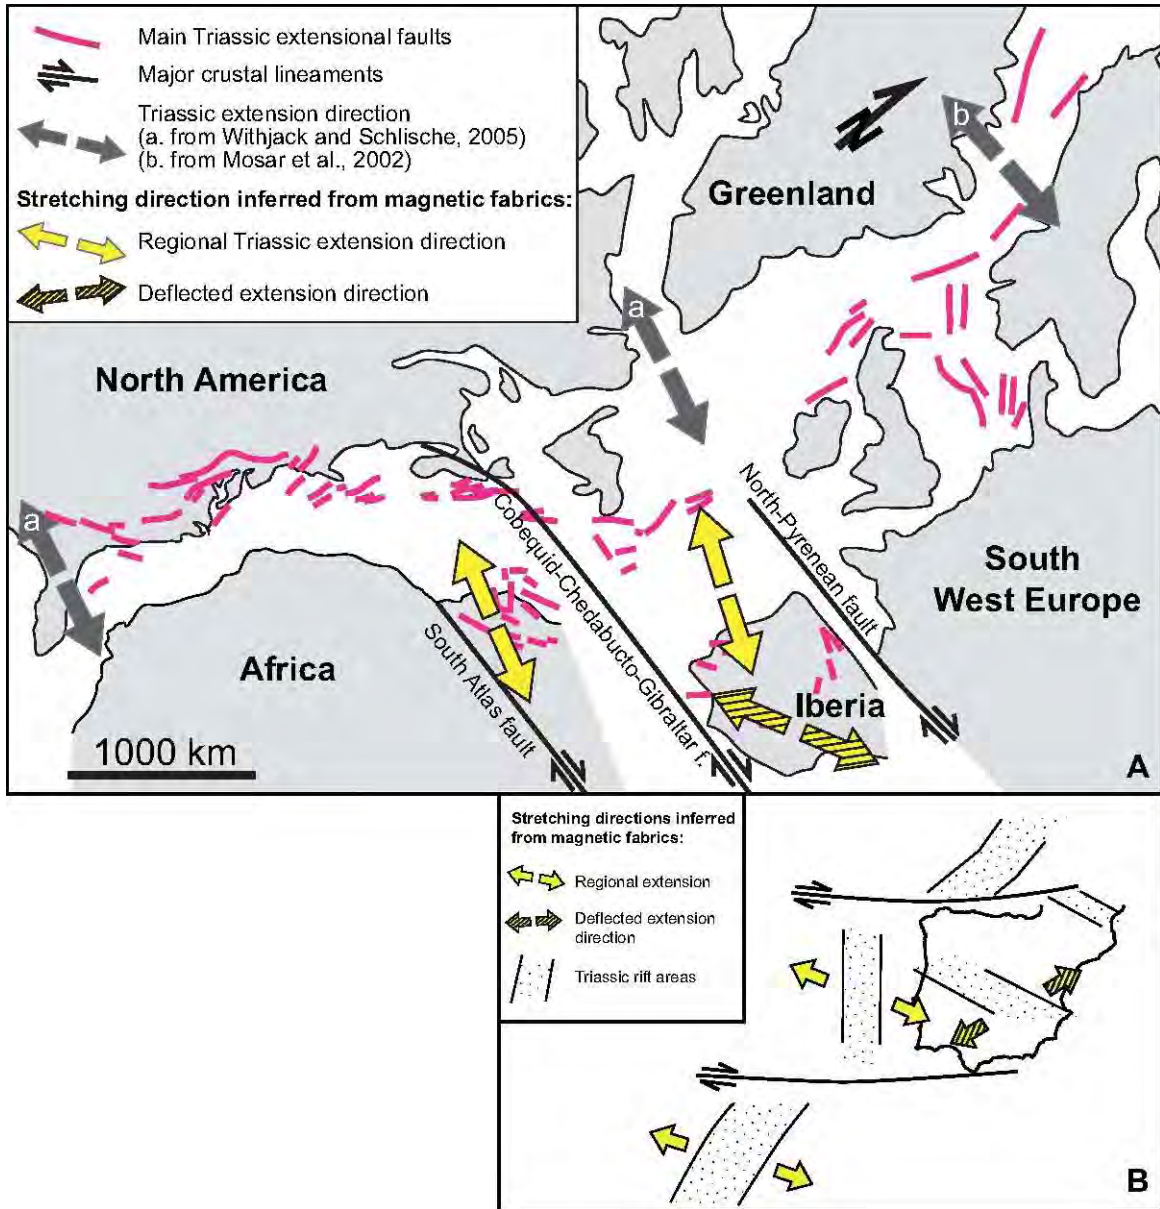 Main Triassic extensional faults
Major crustal lineaments
Triassic extension direction
(a. from Withjack and Schlische, 2005)
(b. from Mosar et al., 2002)
Stretching direction inferred from magnetic fabrics:
Regional Triassic extension direction
Deflected extension direction
N
b
Greenland
a
North America
North-Pyrenean fault
Cobequid-Chedabucto-Gibraltar f.
South
West Europe
a
South Atlas fault
Africa
Iberia
1000 km
A
Stretching directions inferred
from magnetic fabrics:
Regional extension
Deflected extension
direction
Triassic rift areas
B